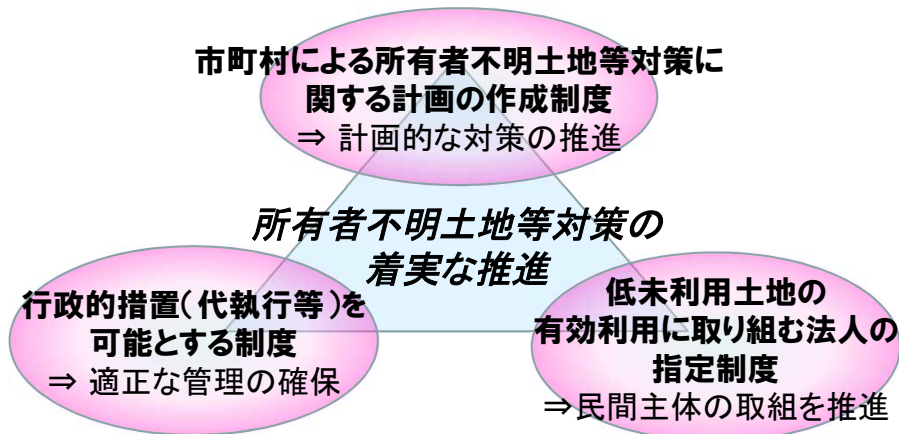 市町村による所有者不明土地等対策に
関する計画の作成制度
⇒ 計画的な対策の推進
所有者不明土地等対策の
着実な推進
行政的措置(代執行等)を
可能とする制度
⇒ 適正な管理の確保
低未利用土地の
有効利用に取り組む法人の
指定制度
⇒民間主体の取組を推進